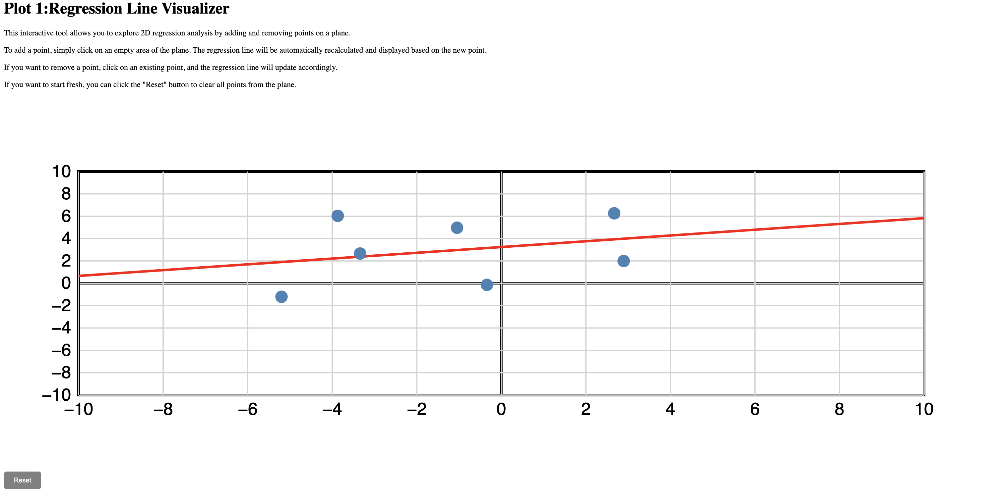 Plot 1:Regression Line Visualizer
This interactive tool allows you to explore 2D regression analysis by adding and removing points on a plane.
To add a point, simply click on an empty area of the plane. The regression line will be automatically recalculated and displayed based on the new point.
If you want to remove a point, click on an existing point, and the regression line will update accordingly.
If you want to start fresh, you can click the "Reset" button to clear all points from the plane.
10
8
6
4
2
0
−2
−4
−6
−8
−10
−10 −8 −6 −4 −2 0 2 4 6 8 10
Reset